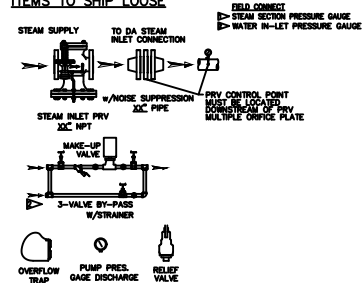 ITEMS TO SHIP LOOSE
FIELD CONNECT
STEAM SECTION PRESSURE GAUGE
WATER IN-LET PRESSURE GAUGE
STEAM SUPPLY
TO DA STEAM
INLET CONNECTION
W/NOISE SUPPRESSION
XX" PIPE
PRV CONTROL POINT
MUST BE LOCATED
DOWNSTREAM OF PRV
MULTIPLE ORIFICE PLATE
STEAM INLET PRV
XX" NPT
MAKE-UP
VALVE
3-VALVE BY-PASS
W/STRAINER
OVERFLOW
TRAP
PUMP PRES.
GAGE DISCHARGE
RELIEF
VALVE